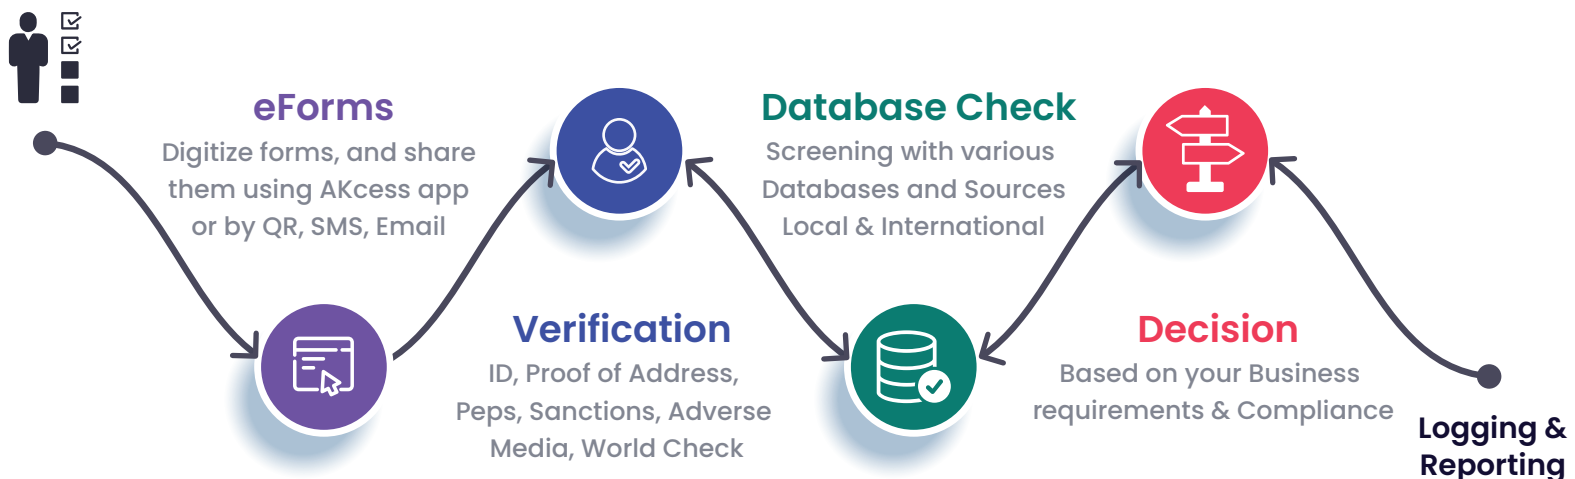 eForms
Digitize forms, and share
them using AKcess app
or by QR, SMS, Email
Verification
ID, Proof of Address,
Peps, Sanctions, Adverse
Media, World Check
Database Check
Screening with various
Databases and Sources
Local & International
Decision
Based on your Business
requirements & Compliance
Logging &
Reporting